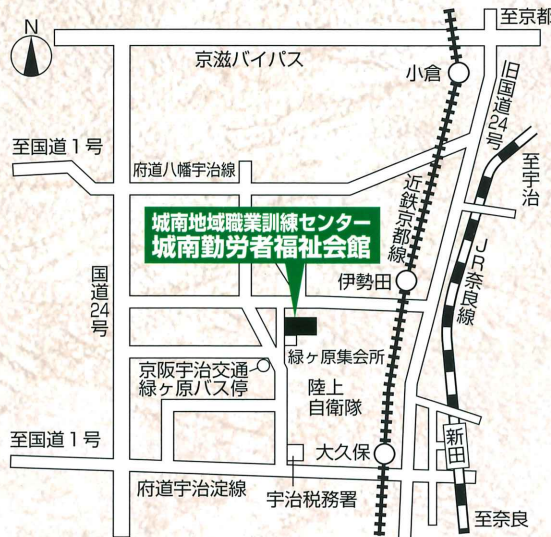 N
至京都
京滋バイパス
小倉
旧国道24号
至国道1号
府道八幡宇治線
至宇治
近鉄京都線
城南地域職業訓練センター
城南勤労者福祉会館
JR奈良線
国道24号
伊勢田
緑ヶ原集会所
京阪宇治交通
緑ヶ原バス停
陸上
自衛隊
至国道1号
大久保
新田
府道宇治淀線
宇治税務署
至奈良